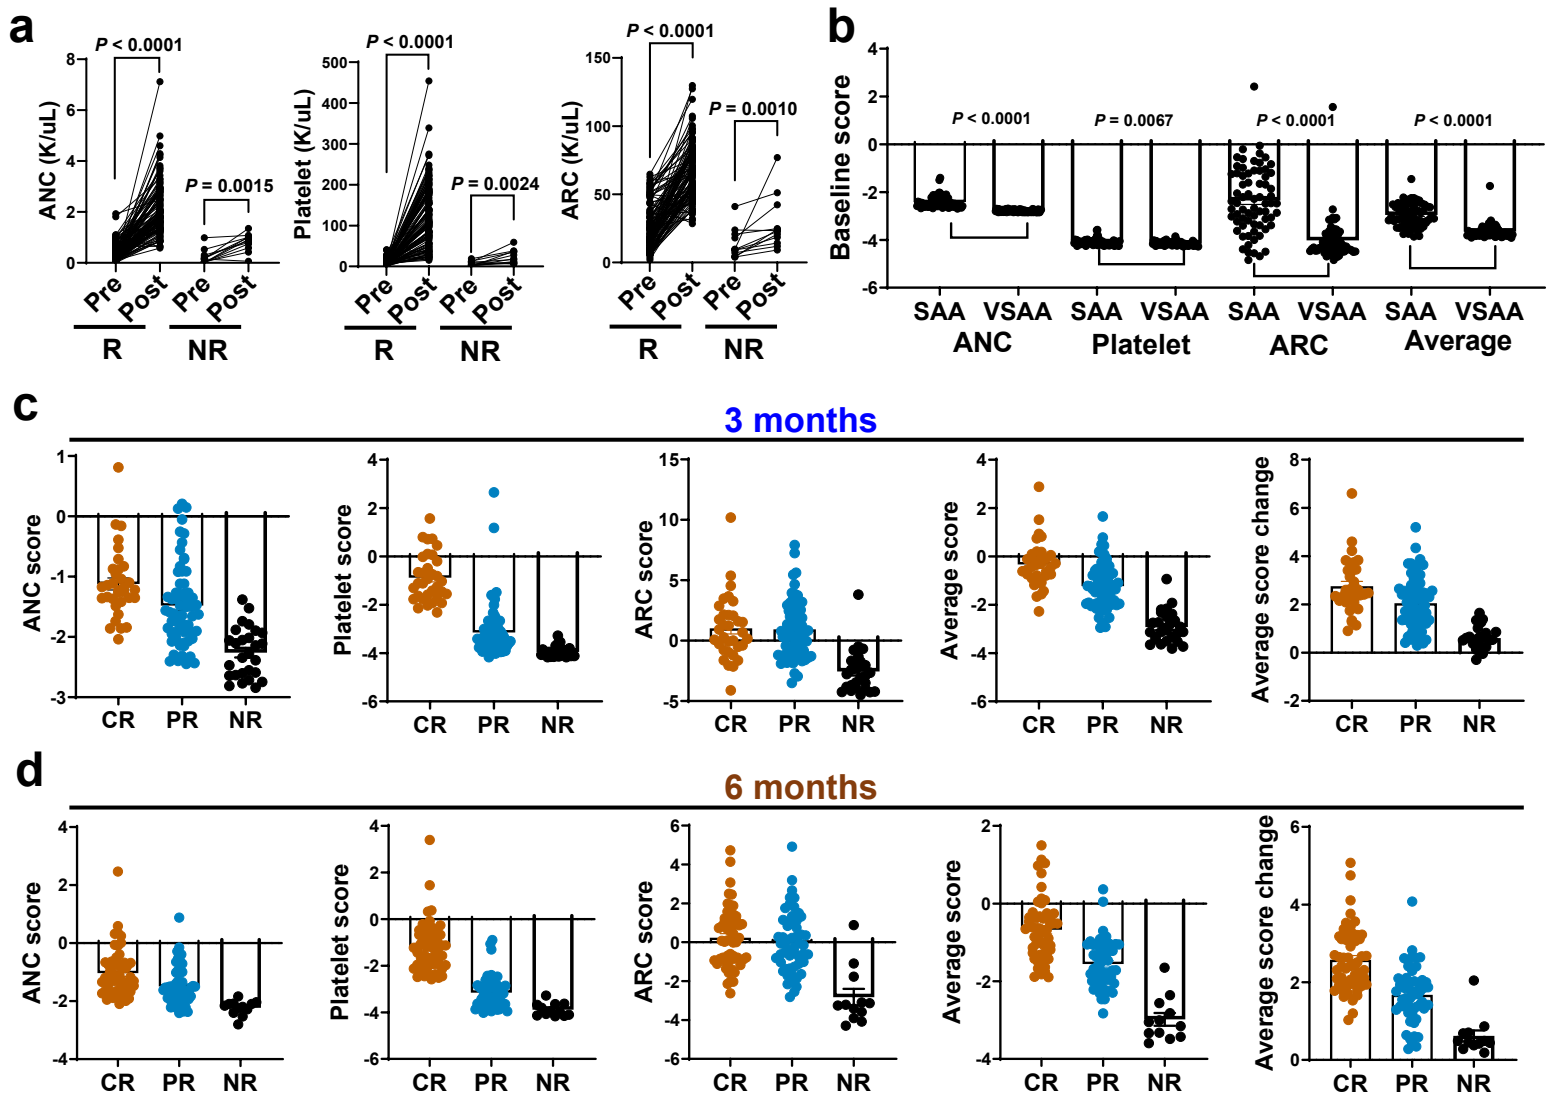 a
P < 0.0001
P = 0.0015
ANC (K/uL)
8
6
4
2
0
Pre
Post
Pre
Post
R
NR
P < 0.0001
P = 0.0024
Platelet (K/uL)
500
400
300
200
100
0
Pre
Post
Pre
Post
R
NR
P < 0.0001
P = 0.0010
ARC (K/uL)
150
100
50
0
Pre
Post
Pre
Post
R
NR
b
Baseline score
4
2
0
-2
-4
-6
P < 0.0001
P = 0.0067
P < 0.0001
P < 0.0001
SAA VSAA SAA VSAA SAA VSAA SAA VSAA
ANC Platelet ARC Average
c
3 months
ANC score
1
0
-1
-2
-3
CR PR NR
Platelet score
4
2
0
-2
-4
-6
CR PR NR
ARC score
15
10
5
0
-5
CR PR NR
Average score
4
2
0
-2
-4
-6
CR PR NR
Average score change
8
6
4
2
0
-2
CR PR NR
d
6 months
ANC score
4
2
0
-2
-4
CR PR NR
Platelet score
4
2
0
-2
-4
-6
CR PR NR
ARC score
6
4
2
0
-2
-4
-6
CR PR NR
Average score
2
0
-2
-4
CR PR NR
Average score change
6
4
2
0
CR PR NR